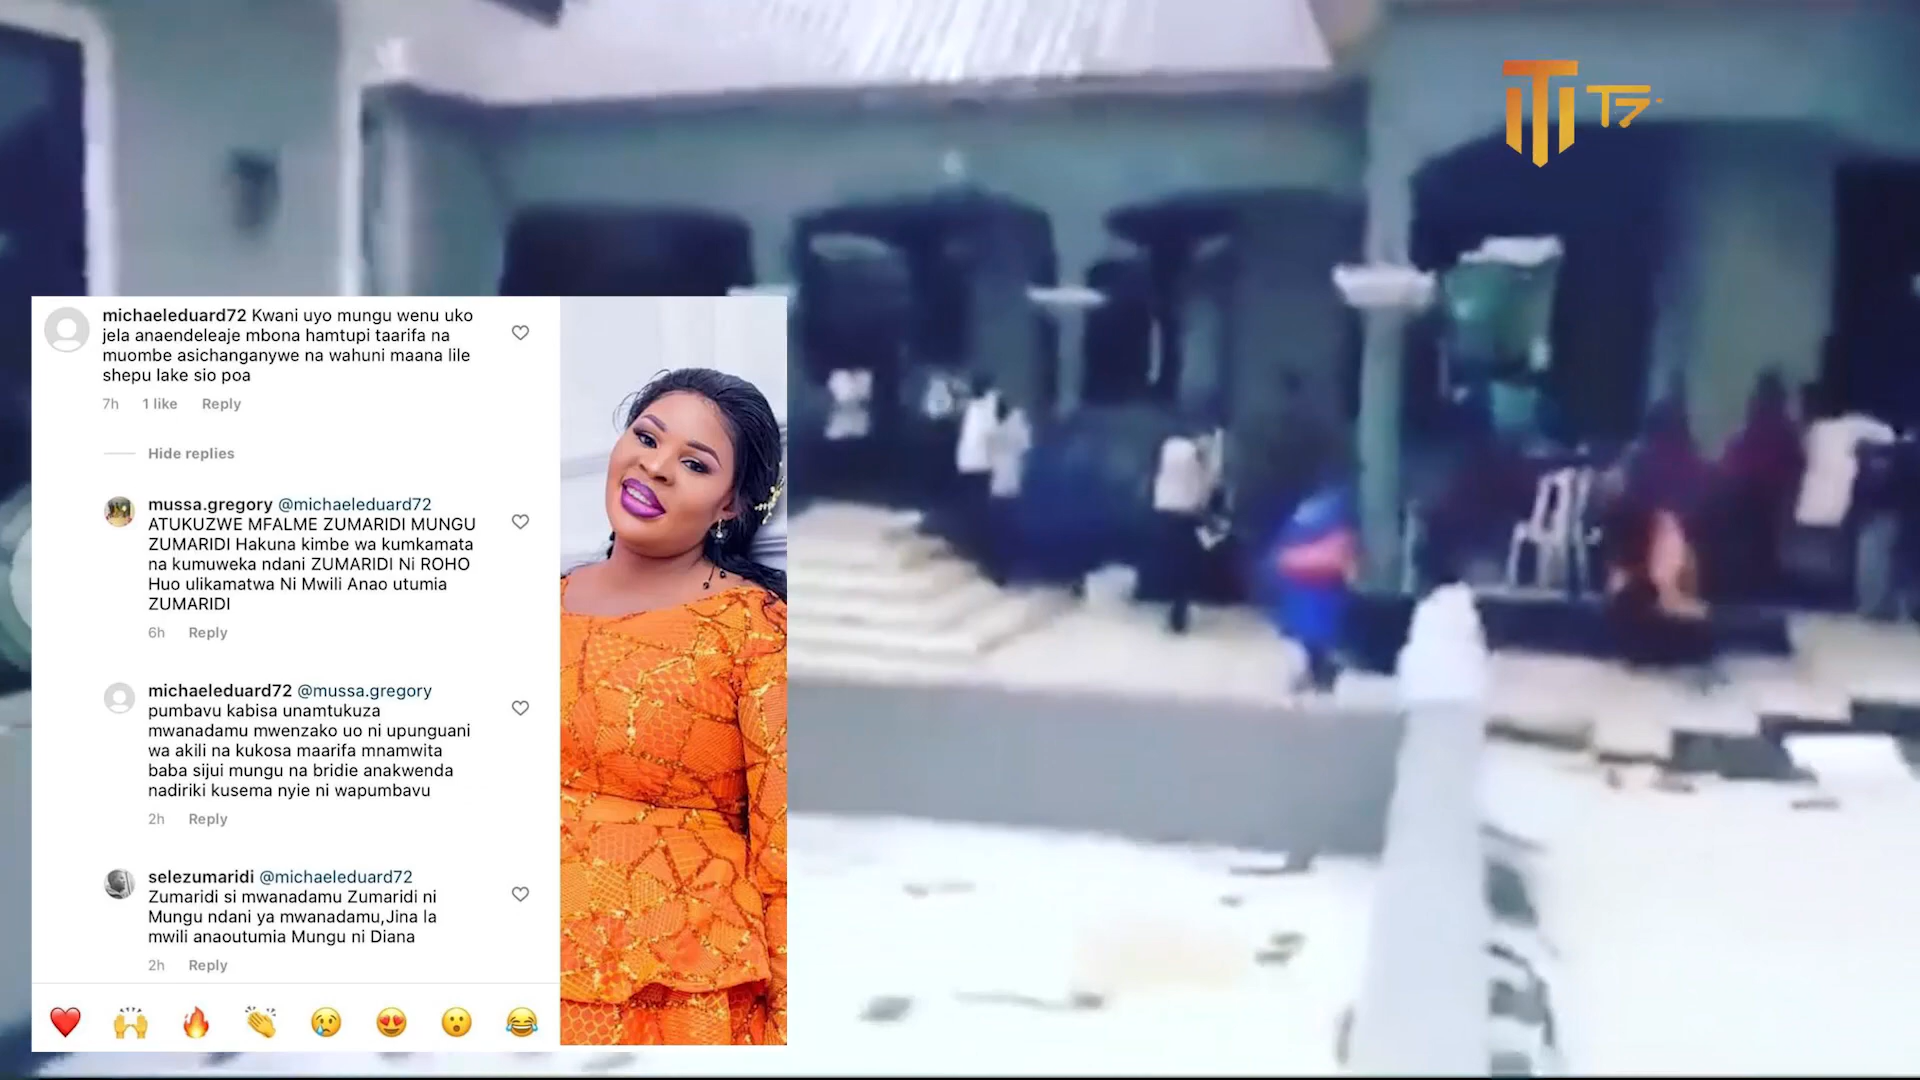 michaeleduard72 Kwani uyo mungu wenu uko
jela anaendeleaje mbona hamtupi taarifa na
muombe asichanganywe na wahuni maana lile
shepu lake sio poa
7h 1 like Reply
Hide replies
mussa.gregory @michaeleduard72
ATUKUZWE MFALME ZUMARIDI MUNGU
ZUMARIDI Hakuna kimbe wa kumkamata
na kumuweka ndani ZUMARIDI Ni ROHO
Huo ulikamatwa Ni Mwili Anao utumia
ZUMARIDI
6h Reply
michaeleduard72 @mussa.gregory
pumbavu kabisa unamtukuza
mwanadamu mwenzako uo ni upunguani
wa akili na kukosa maarifa mnamwita
baba sijui mungu na bridie anakwenda
nadiriki kusema nyie ni wapumbavu
2h Reply
selezumaridi @michaeleduard72
Zumaridi si mwanadamu Zumaridi ni
Mungu ndani ya mwanadamu,Jina la
mwili anaoutumia Mungu ni Diana
2h Reply